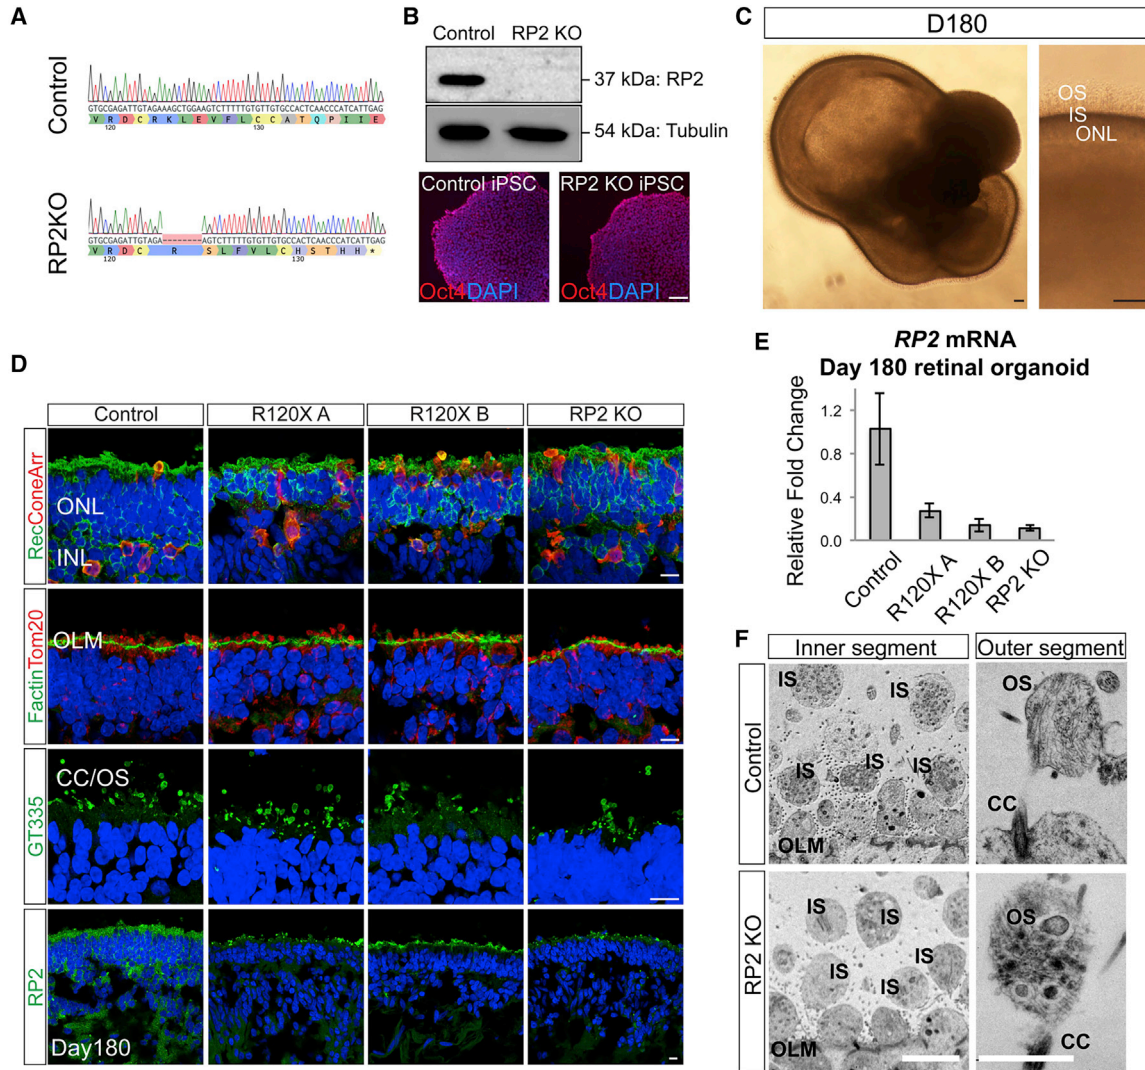 A
Control
GTGCGAGATTGTAGAAAGCTGGAAGTCTTTTTGTGTTGTGCCACTCAACCCATCATTGAG
V R D C R K L E V F L C C A T Q P I I E
120 130
RP2KO
GTGCGAGATTGTAGA----------AGTCTTTTTGTGTTGTGCCACTCAACCCATCATTGAG
V R D C R S L F V L C H S T H H *
120 130
B
Control RP2 KO
37 kDa: RP2
54 kDa: Tubulin
Control iPSC RP2 KO iPSC
Oct4DAPI Oct4DAPI
C
D180
OS
IS
ONL
D
Control R120X A R120X B RP2 KO
RecConeArr
ONL
INL
FactinTom20
OLM
GT335
CC/OS
RP2
Day180
E
RP2 mRNA
Day 180 retinal organoid
Relative Fold Change
1.2
0.8
0.4
0.0
Control
R120X A
R120X B
RP2 KO
F
Inner segment Outer segment
Control
IS IS OS
IS IS IS
OLM CC
RP2 KO
IS IS OS
IS IS IS
OLM CC